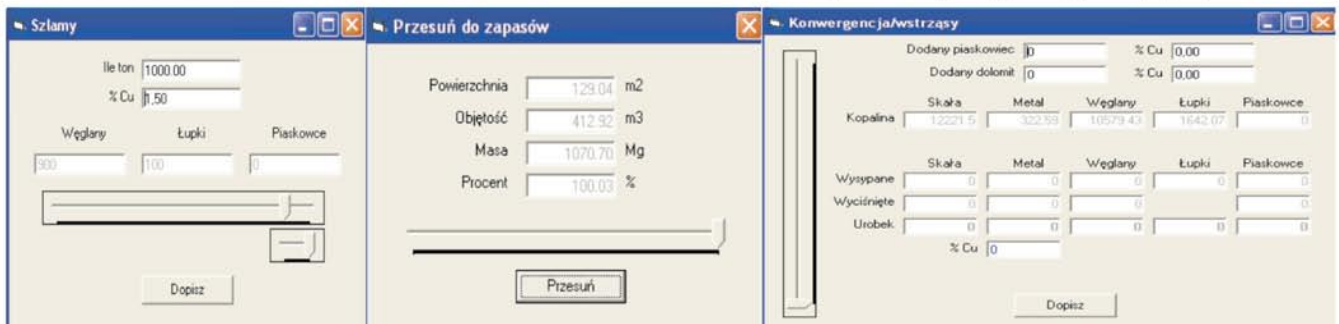 Szlamy
Ile ton 1000.00
% Cu 1.50
Węglany Łupki Piaskowce
900 100 0
Dopisz
Przesuń do zapasów
Powierzchnia 129.04 m2
Objętość 412.92 m3
Masa 1070.70 Mg
Procent 100.03 %
Przesuń
Konwergencja/wstrząsy
Dodany piaskowiec 0 % Cu 0,00
Dodany dolomit 0 % Cu 0,00
Skała Metal Węglany Łupki Piaskowce
Kopalina 12221.5 322.59 10579.43 1642.07 0
Skała Metal Węglany Łupki Piaskowce
Wysypane 0 0 0 0 0
Wyciśnięte 0 0 0 0
Urobek 0 0 0 0 0
% Cu 0
Dopisz